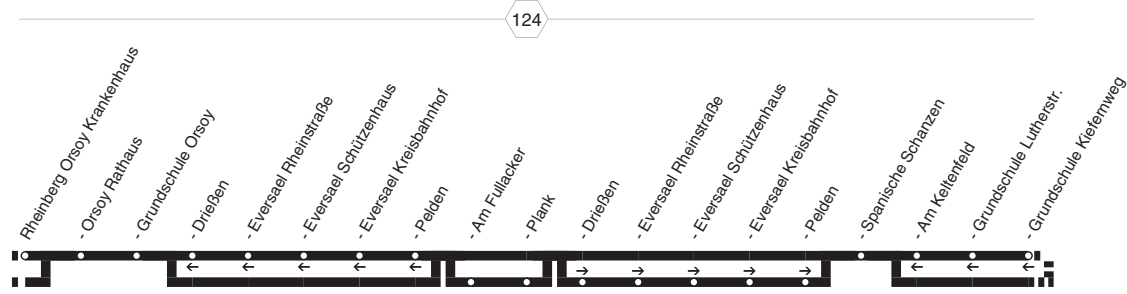 124
Rheinberg Orsoy Krankenhaus
- Orsoy Rathaus
- Grundschule Orsoy
- Drießen
- Eversael Rheinstraße
- Eversael Schützenhaus
- Eversael Kreisbahnhof
- Pelden
- Am Fullacker
- Plank
- Drießen
- Eversael Rheinstraße
- Eversael Schützenhaus
- Eversael Kreisbahnhof
- Pelden
- Spanische Schanzen
- Am Keltenfeld
- Grundschule Lutherstr.
- Grundschule Kiefernweg